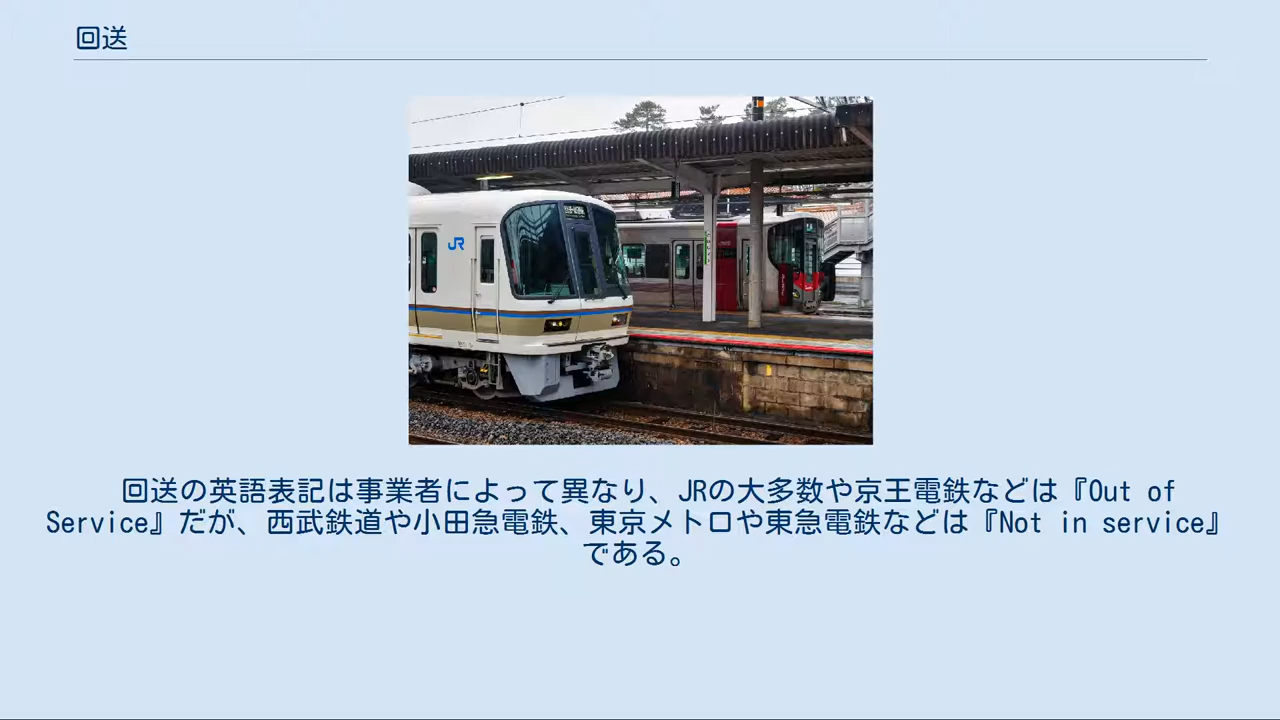 回送
JR
回送の英語表記は事業者によって異なり、JRの大多数や京王電鉄などは『Out of
Service』だが、西武鉄道や小田急電鉄、東京メトロや東急電鉄などは『Not in service』
である。